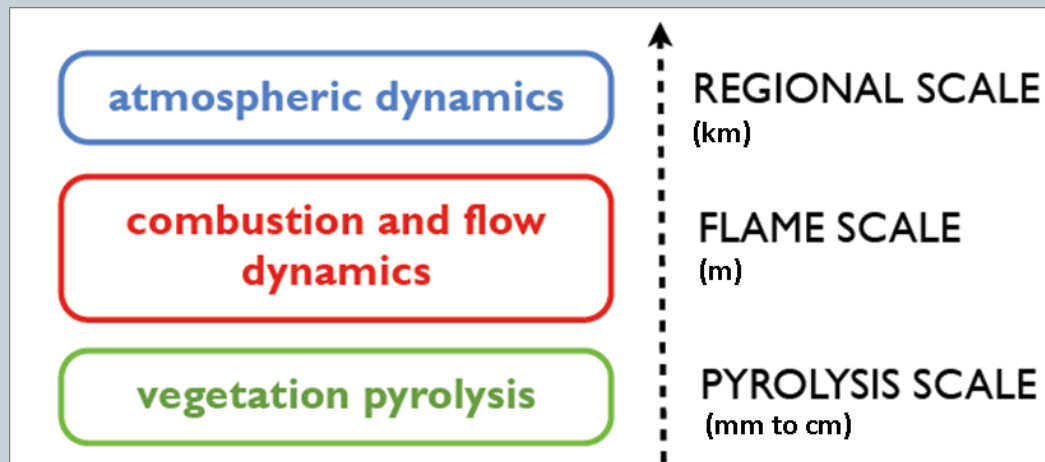 atmospheric dynamics
REGIONAL SCALE
(km)
combustion and flow
dynamics
FLAME SCALE
(m)
vegetation pyrolysis
PYROLYSIS SCALE
(mm to cm)